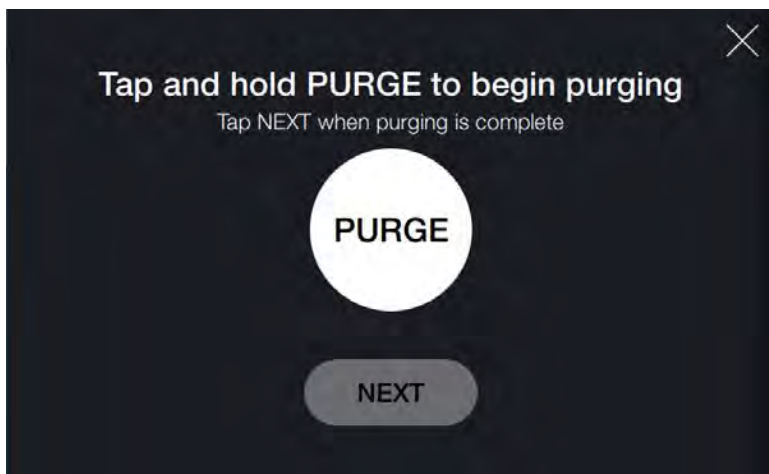 Tap and hold PURGE to begin purging
Tap NEXT when purging is complete
PURGE
NEXT